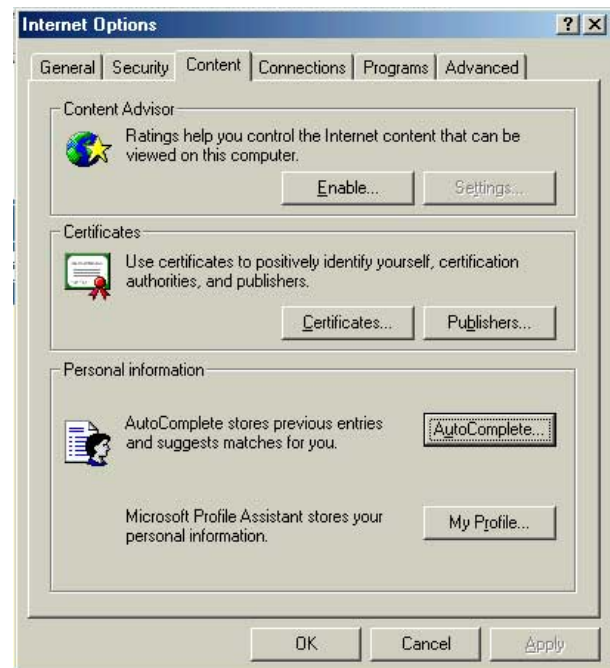 Internet Options
General Security Content Connections Programs Advanced
Content Advisor
Ratings help you control the Internet content that can be
viewed on this computer.
Enable... Settings...
Certificates
Use certificates to positively identify yourself, certification
authorities, and publishers.
Certificates... Publishers...
Personal information
AutoComplete stores previous entries
and suggests matches for you.
AutoComplete...
Microsoft Profile Assistant stores your
personal information.
My Profile...
OK Cancel Apply